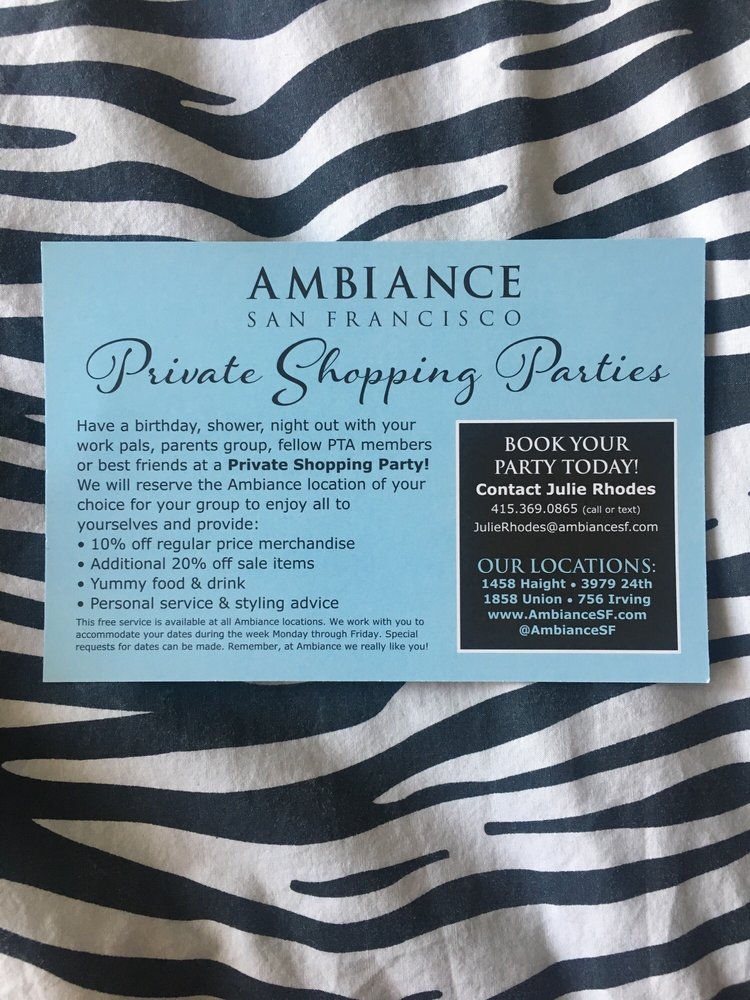 AMBIANCE
SAN FRANCISCO
Private Shopping Parties
Have a birthday, shower, night out with your
work pals, parents group, fellow PTA members
or best friends at a Private Shopping Party!
We will reserve the Ambiance location of your
choice for your group to enjoy all to
yourselves and provide:
• 10% off regular price merchandise
• Additional 20% off sale items
• Yummy food & drink
• Personal service & styling advice
This free service is available at all Ambiance locations. We work with you to
accommodate your dates during the week Monday through Friday. Special
requests for dates can be made. Remember, at Ambiance we really like you!
BOOK YOUR
PARTY TODAY!
Contact Julie Rhodes
415.369.0865 (call or text)
JulieRhodes@ambiancesf.com
OUR LOCATIONS:
1458 Haight • 3979 24th
1858 Union • 756 Irving
www.AmbianceSF.com
@AmbianceSF